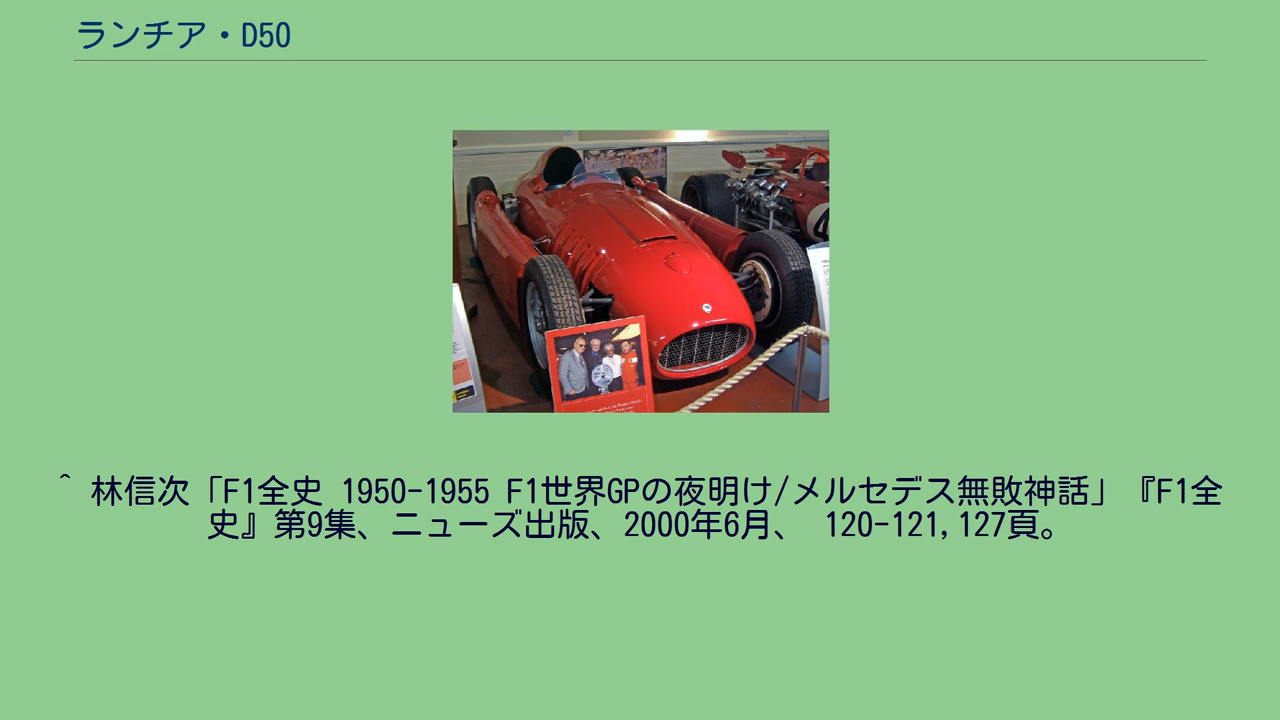 ランチア・D50
^ 林信次「F1全史 1950-1955 F1世界GPの夜明け/メルセデス無敗神話」『F1全
史』第9集、ニューズ出版、2000年6月、 120-121,127頁。